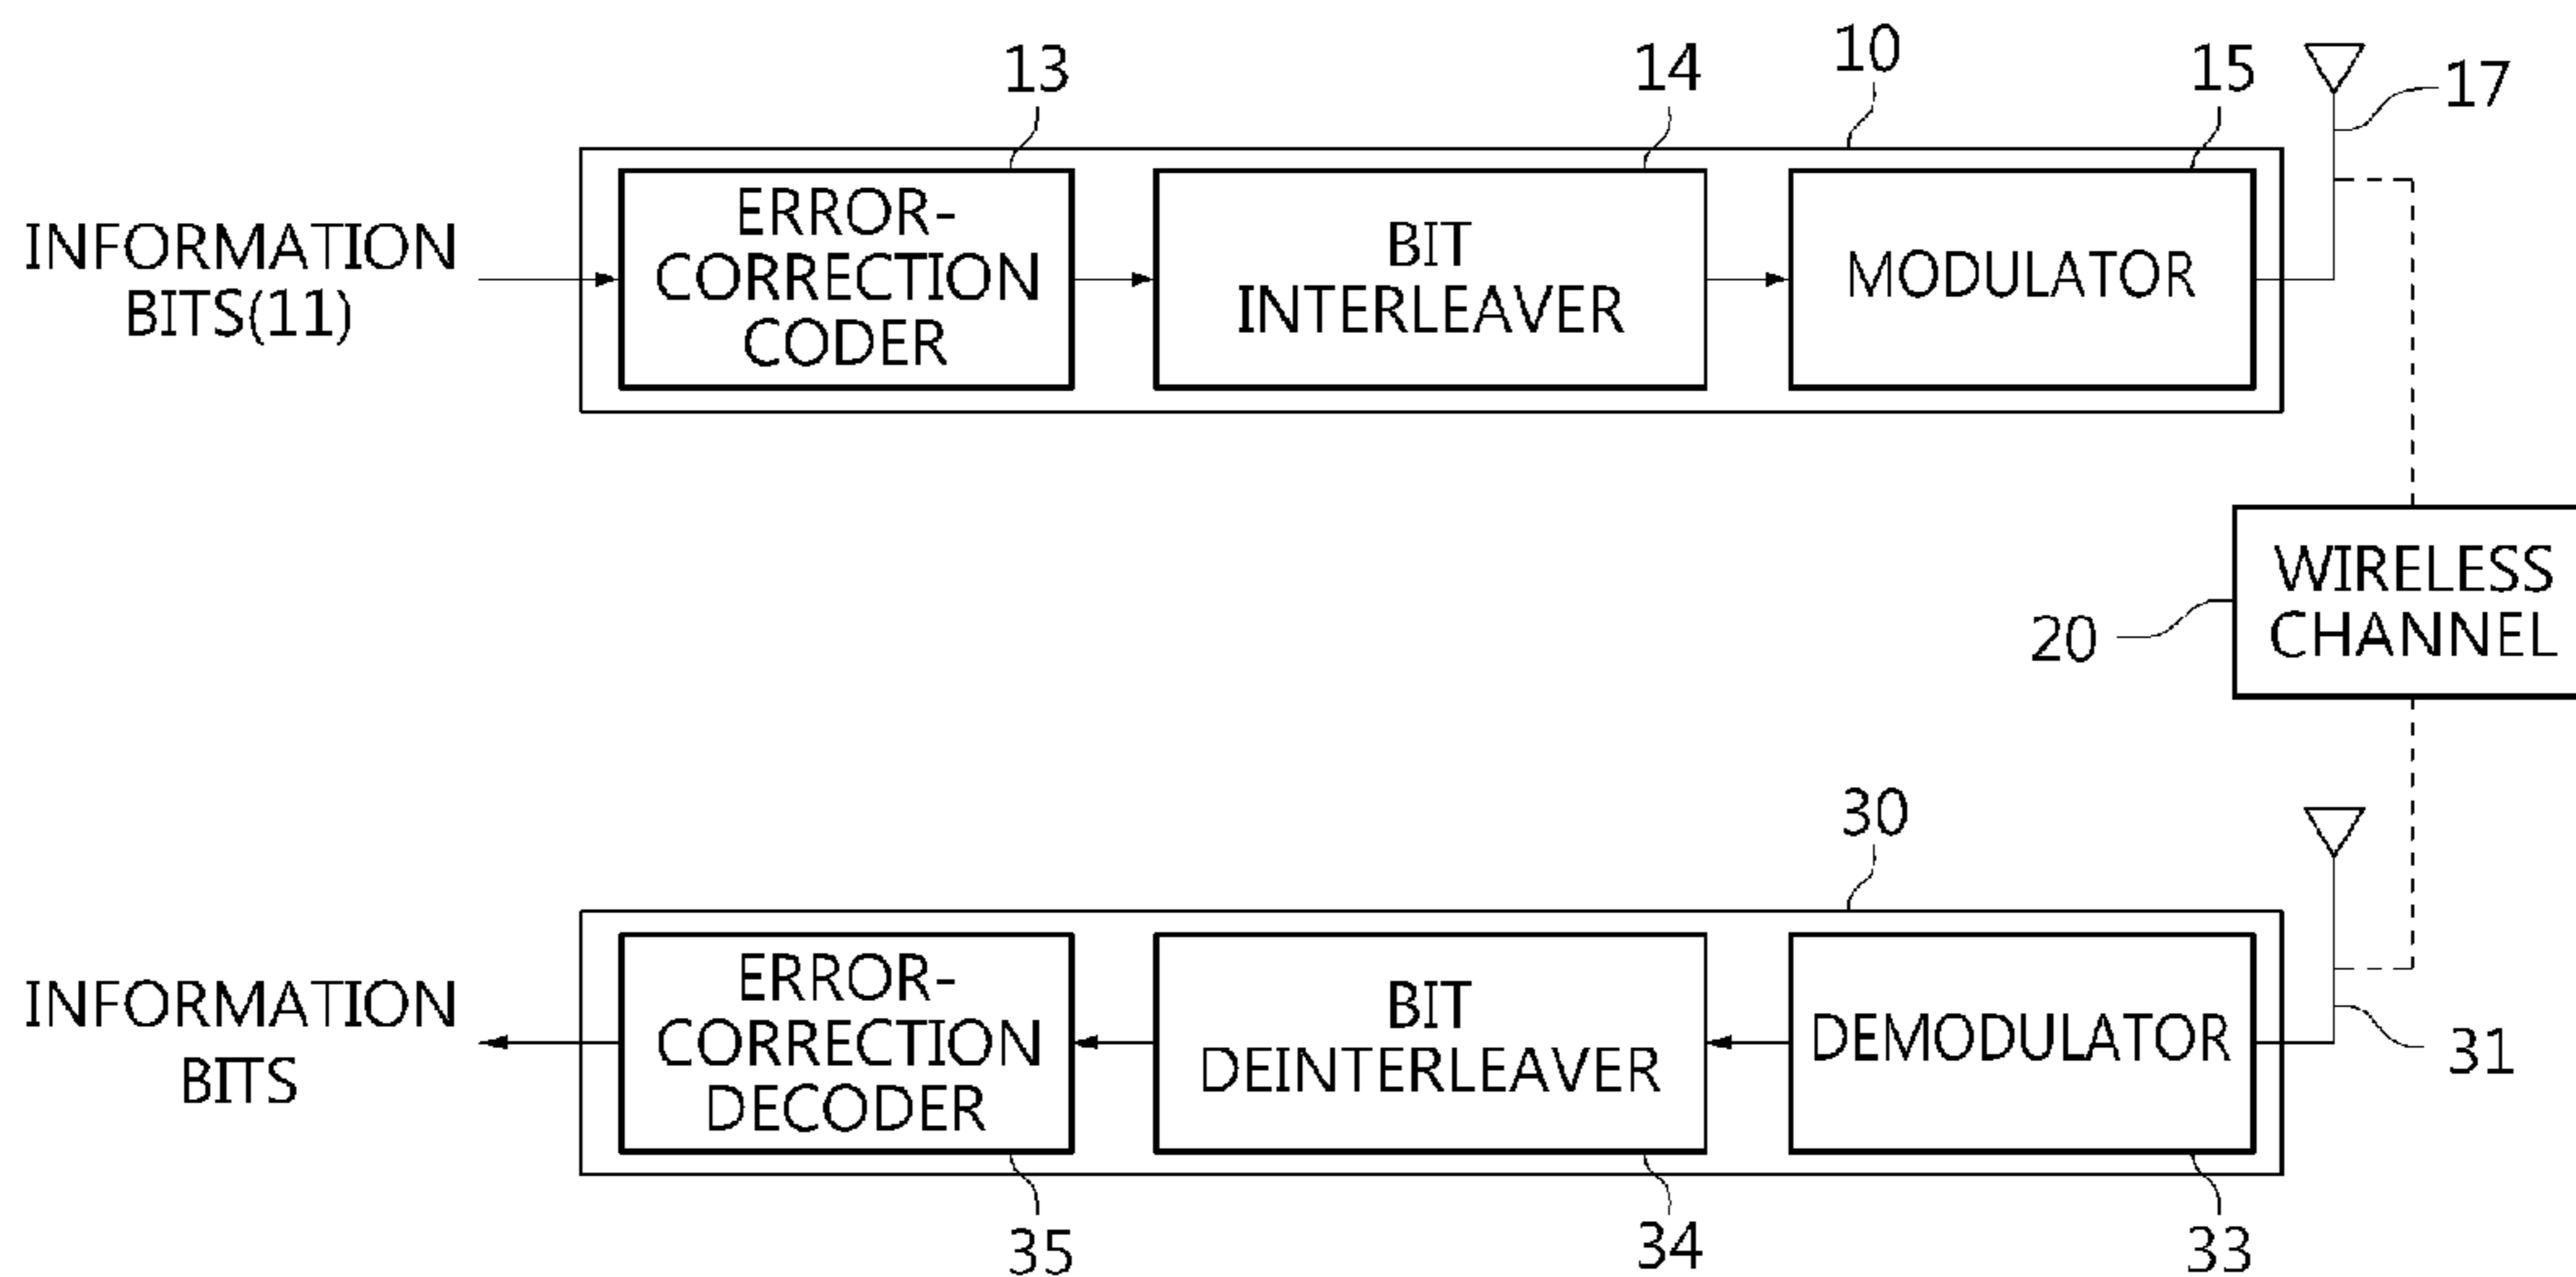 10
13
14
15
17
INFORMATION
BITS(11)
ERROR-
CORRECTION
CODER
BIT
INTERLEAVER
MODULATOR
WIRELESS
CHANNEL
20
30
INFORMATION
BITS
ERROR-
CORRECTION
DECODER
BIT
DEINTERLEAVER
DEMODULATOR
31
35
34
33